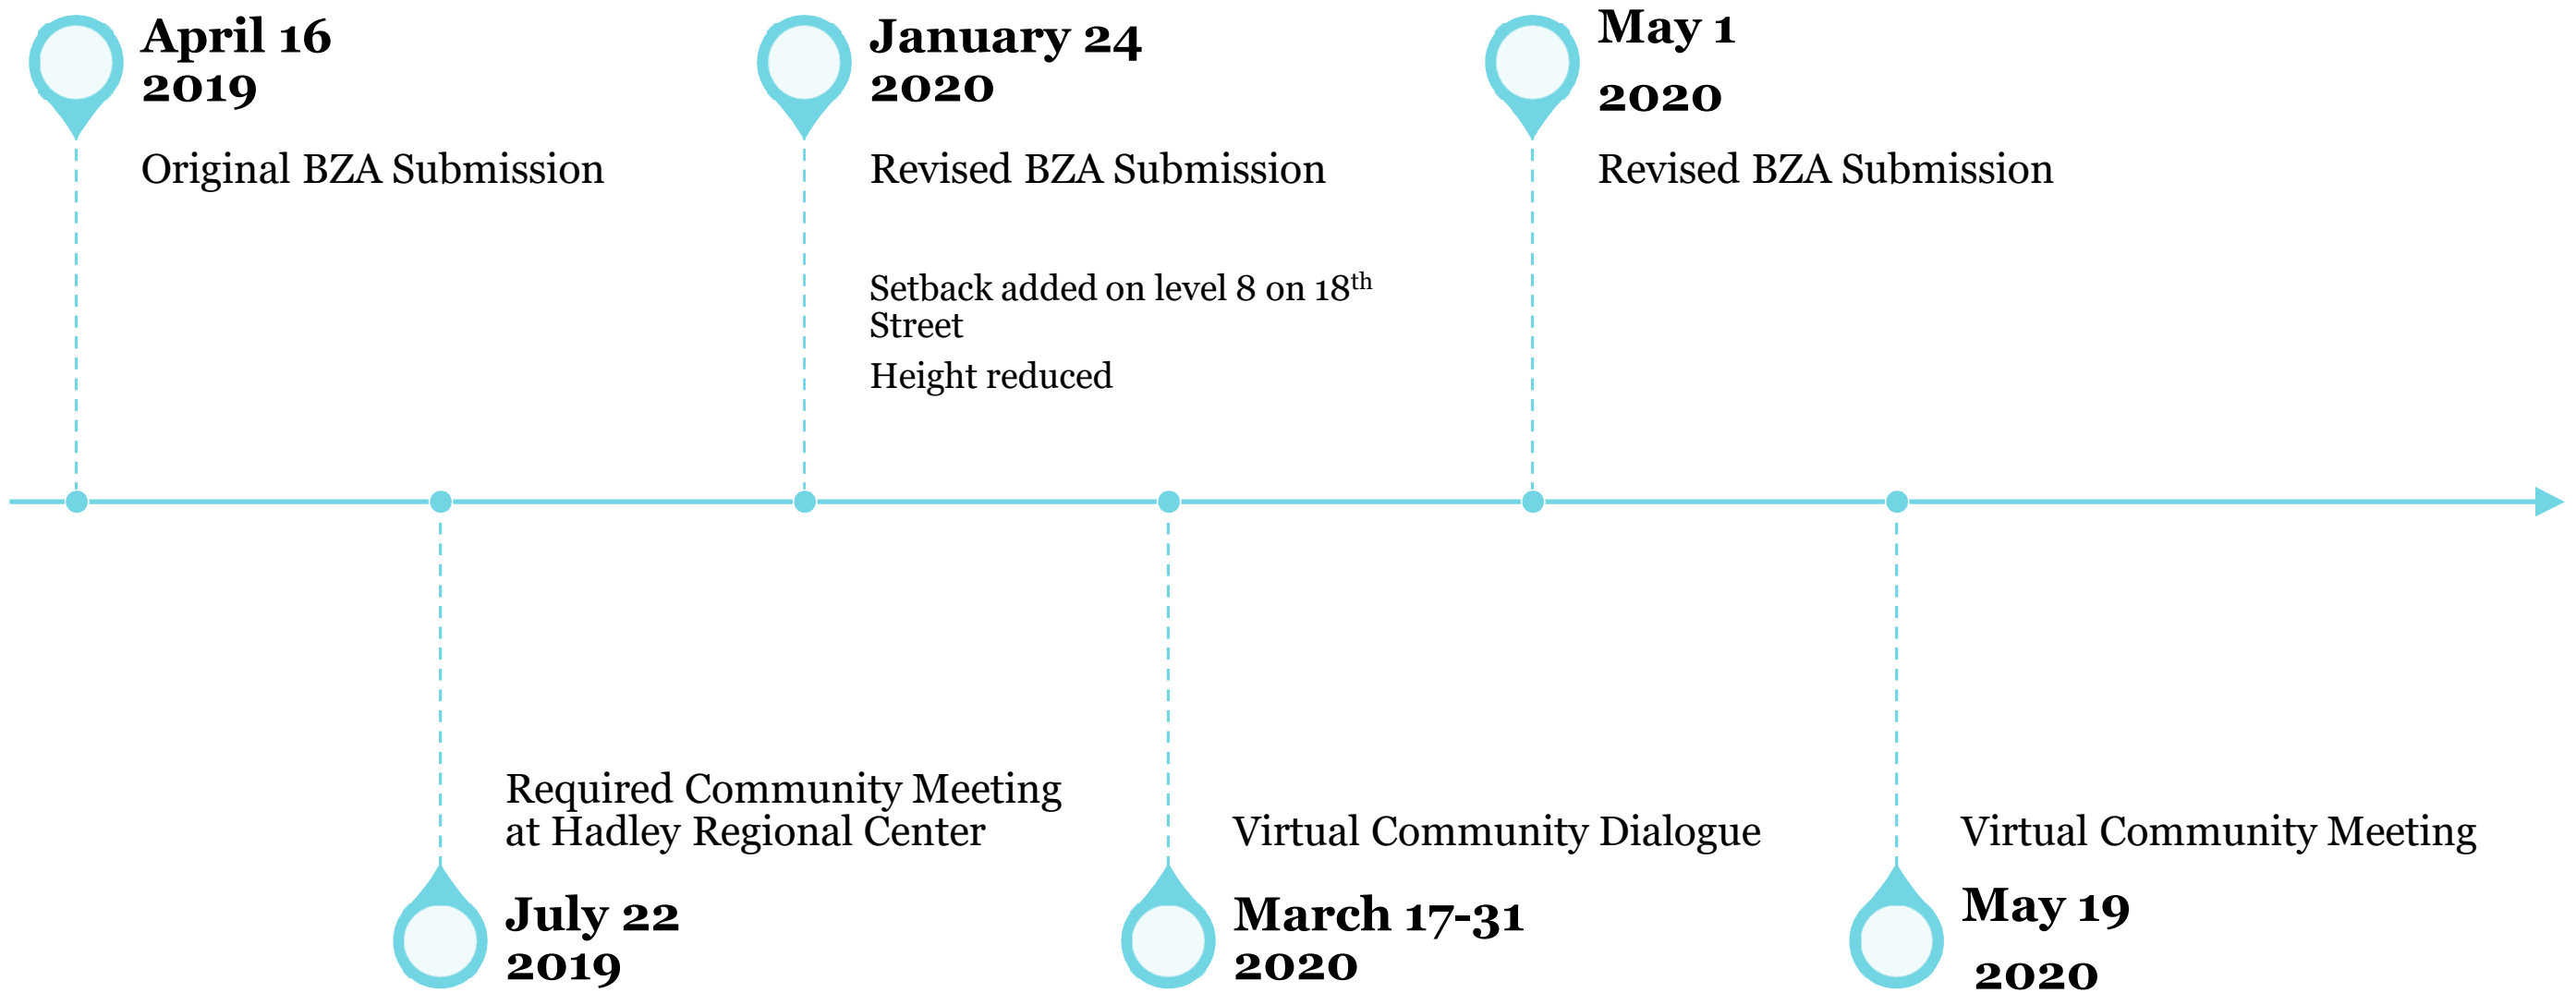 April 16
2019
Original BZA Submission
January 24
2020
Revised BZA Submission
Setback added on level 8 on 18th
Street
Height reduced
May 1
2020
Revised BZA Submission
Required Community Meeting
at Hadley Regional Center
July 22
2019
Virtual Community Dialogue
March 17-31
2020
Virtual Community Meeting
May 19
2020